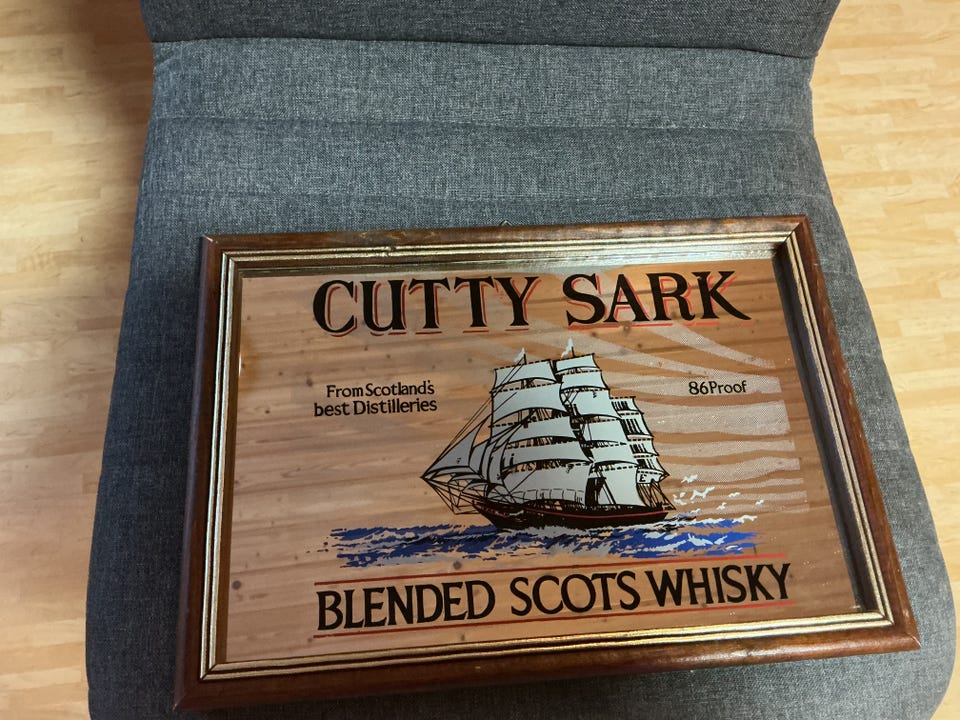 CUTTY SARK
From Scotland's
best Distilleries
86Proof
BLENDED SCOTS WHISKY